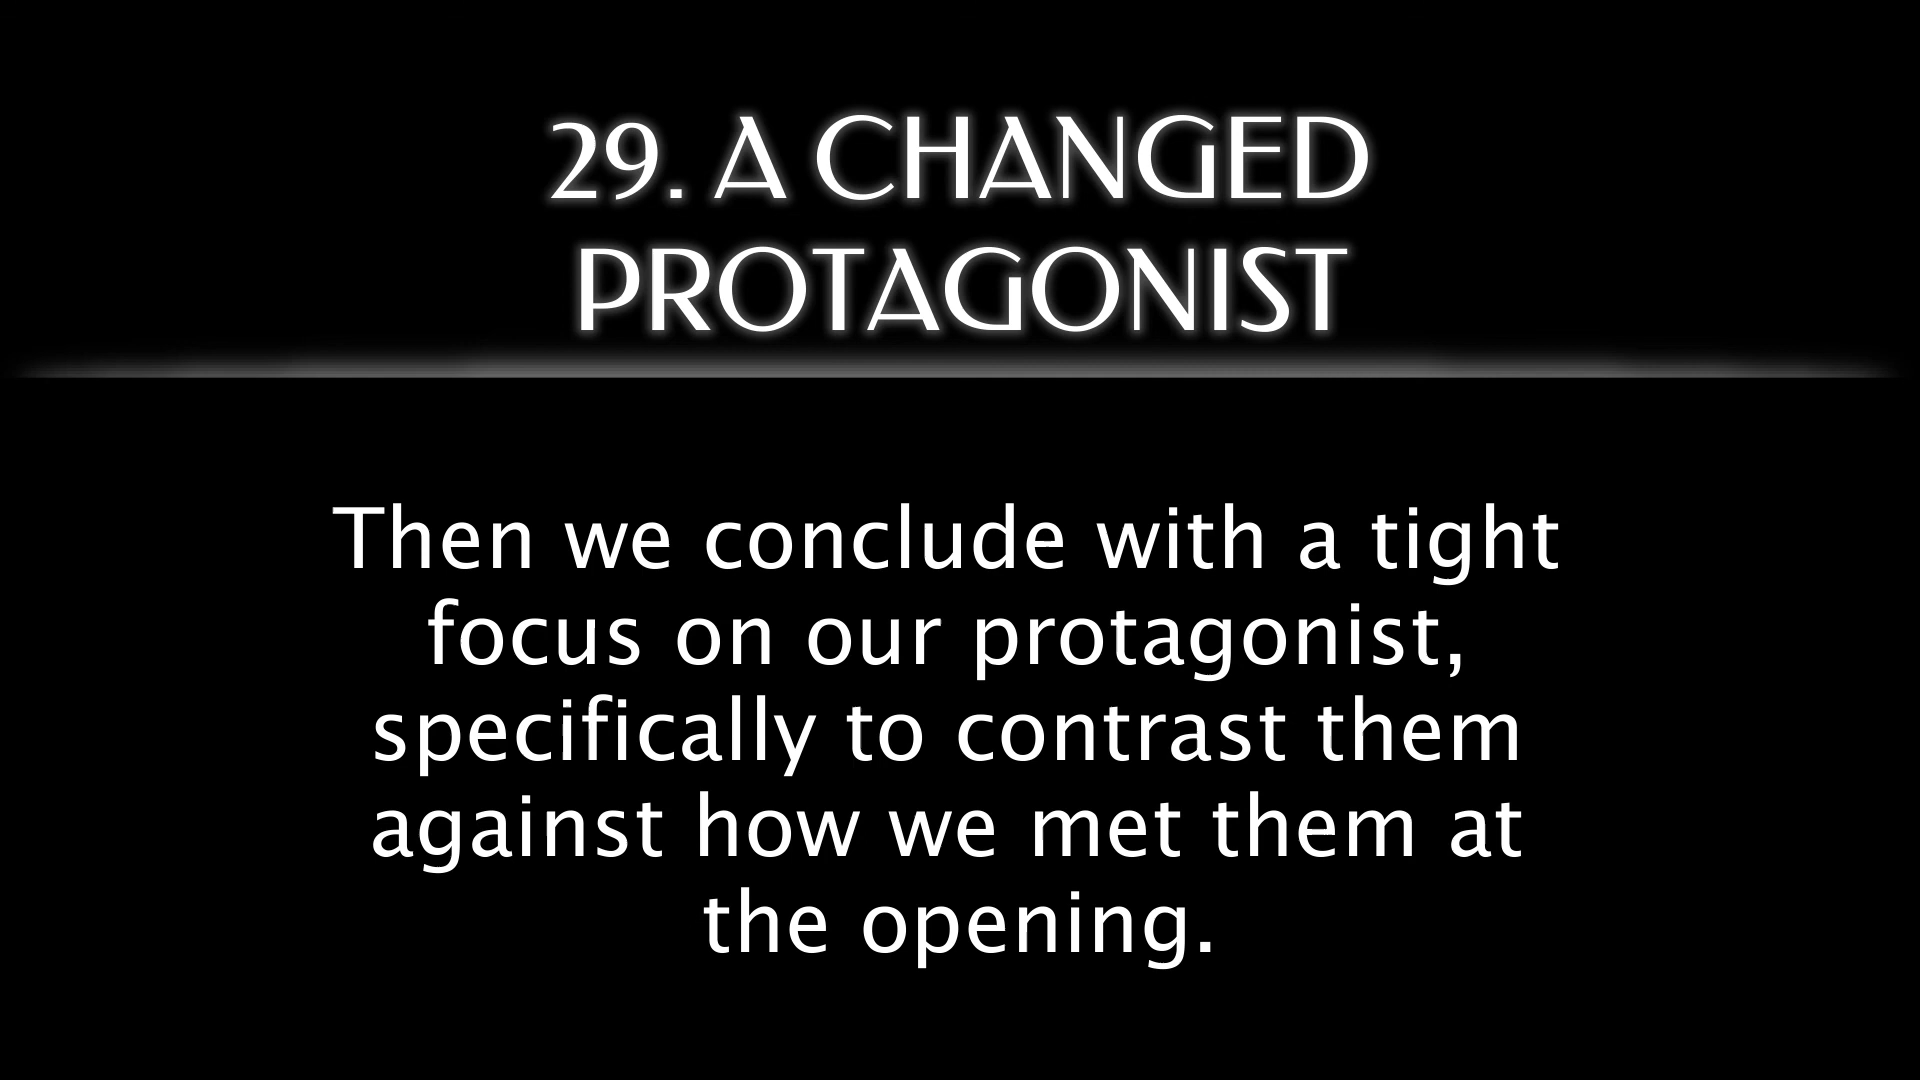 29. A CHANGED
PROTAGONIST
Then we conclude with a tight
focus on our protagonist,
specifically to contrast them
against how we met them at
the opening.